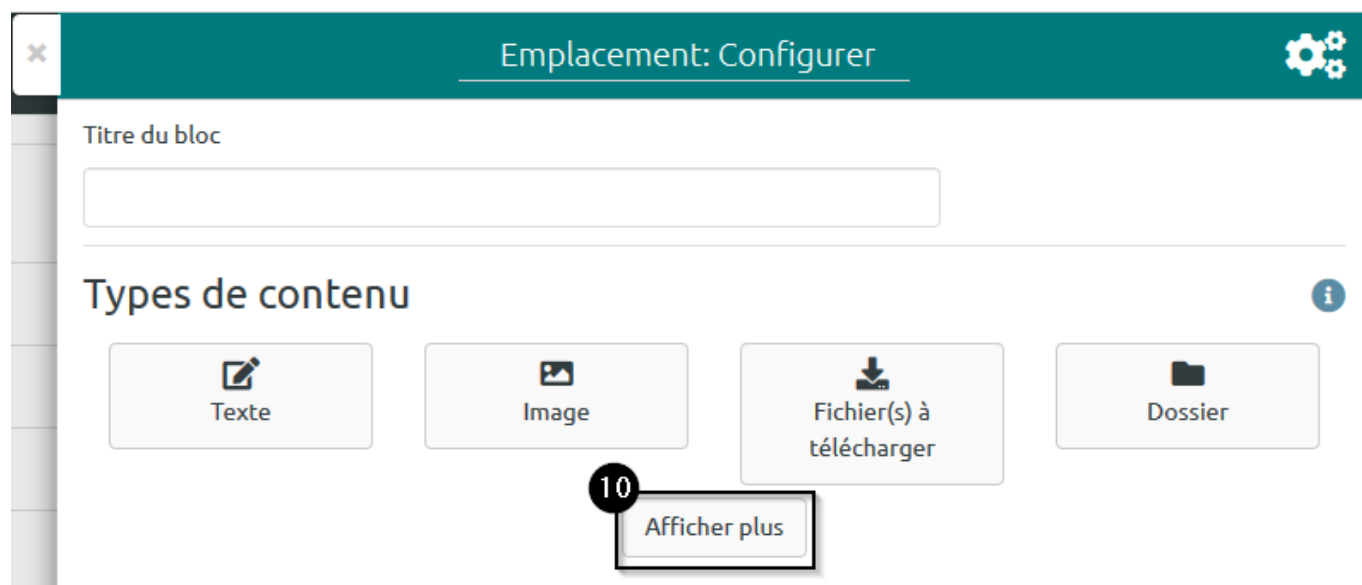 Emplacement: Configurer
Titre du bloc
Types de contenu
Texte
Image
Fichier(s) à
télécharger
Dossier
10
Afficher plus